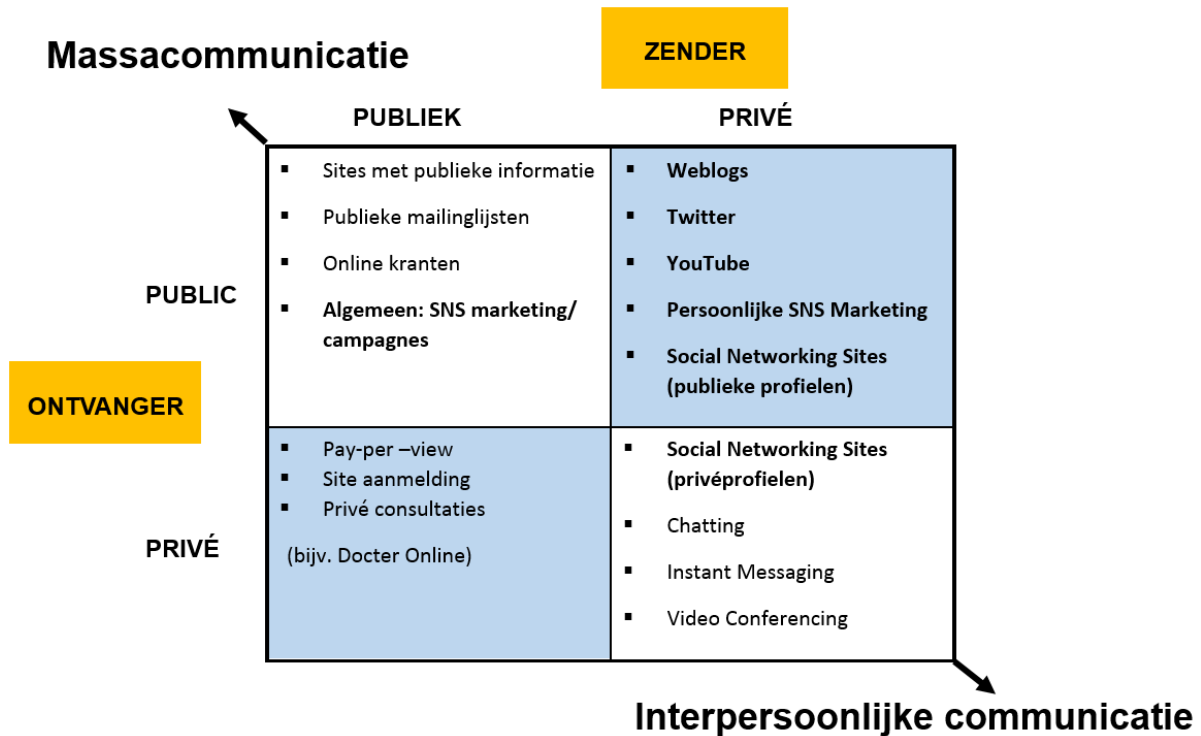 Massacommunicatie
ZENDER
PUBLIEK
PRIVÉ
▪ Sites met publieke informatie
▪ Publieke mailinglijsten
▪ Online kranten
▪ Algemeen: SNS marketing/
campagnes
▪ Weblogs
▪ Twitter
▪ YouTube
▪ Persoonlijke SNS Marketing
▪ Social Networking Sites
(publieke profielen)
PUBLIC
ONTVANGER
PRIVÉ
▪ Pay-per –view
▪ Site aanmelding
▪ Privé consultaties
(bijv. Docter Online)
▪ Social Networking Sites
(privéprofielen)
▪ Chatting
▪ Instant Messaging
▪ Video Conferencing
Interpersoonlijke communicatie